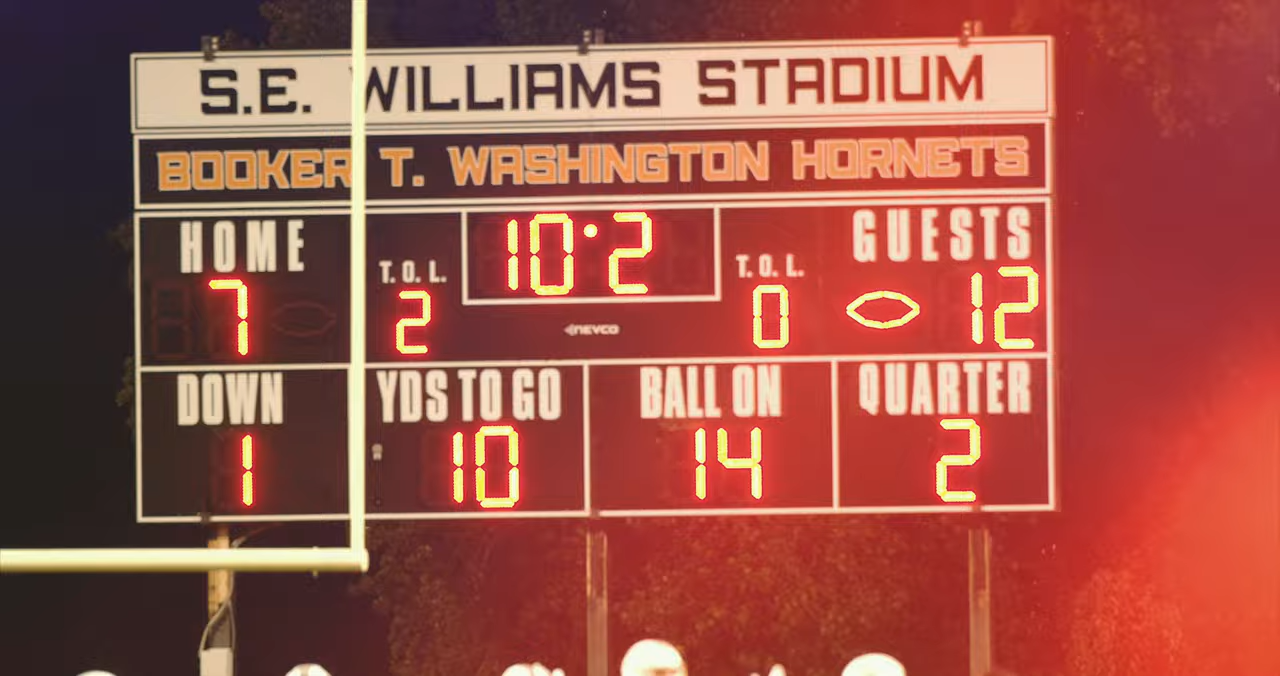 S.E. WILLIAMS STADIUM
BOOKER T. WASHINGTON HORNETS
HOME 10·2 GUESTS
T.O.L. T.O.L.
7 2 0 12
NEVCO
DOWN YDS TO GO BALL ON QUARTER
1 10 14 2